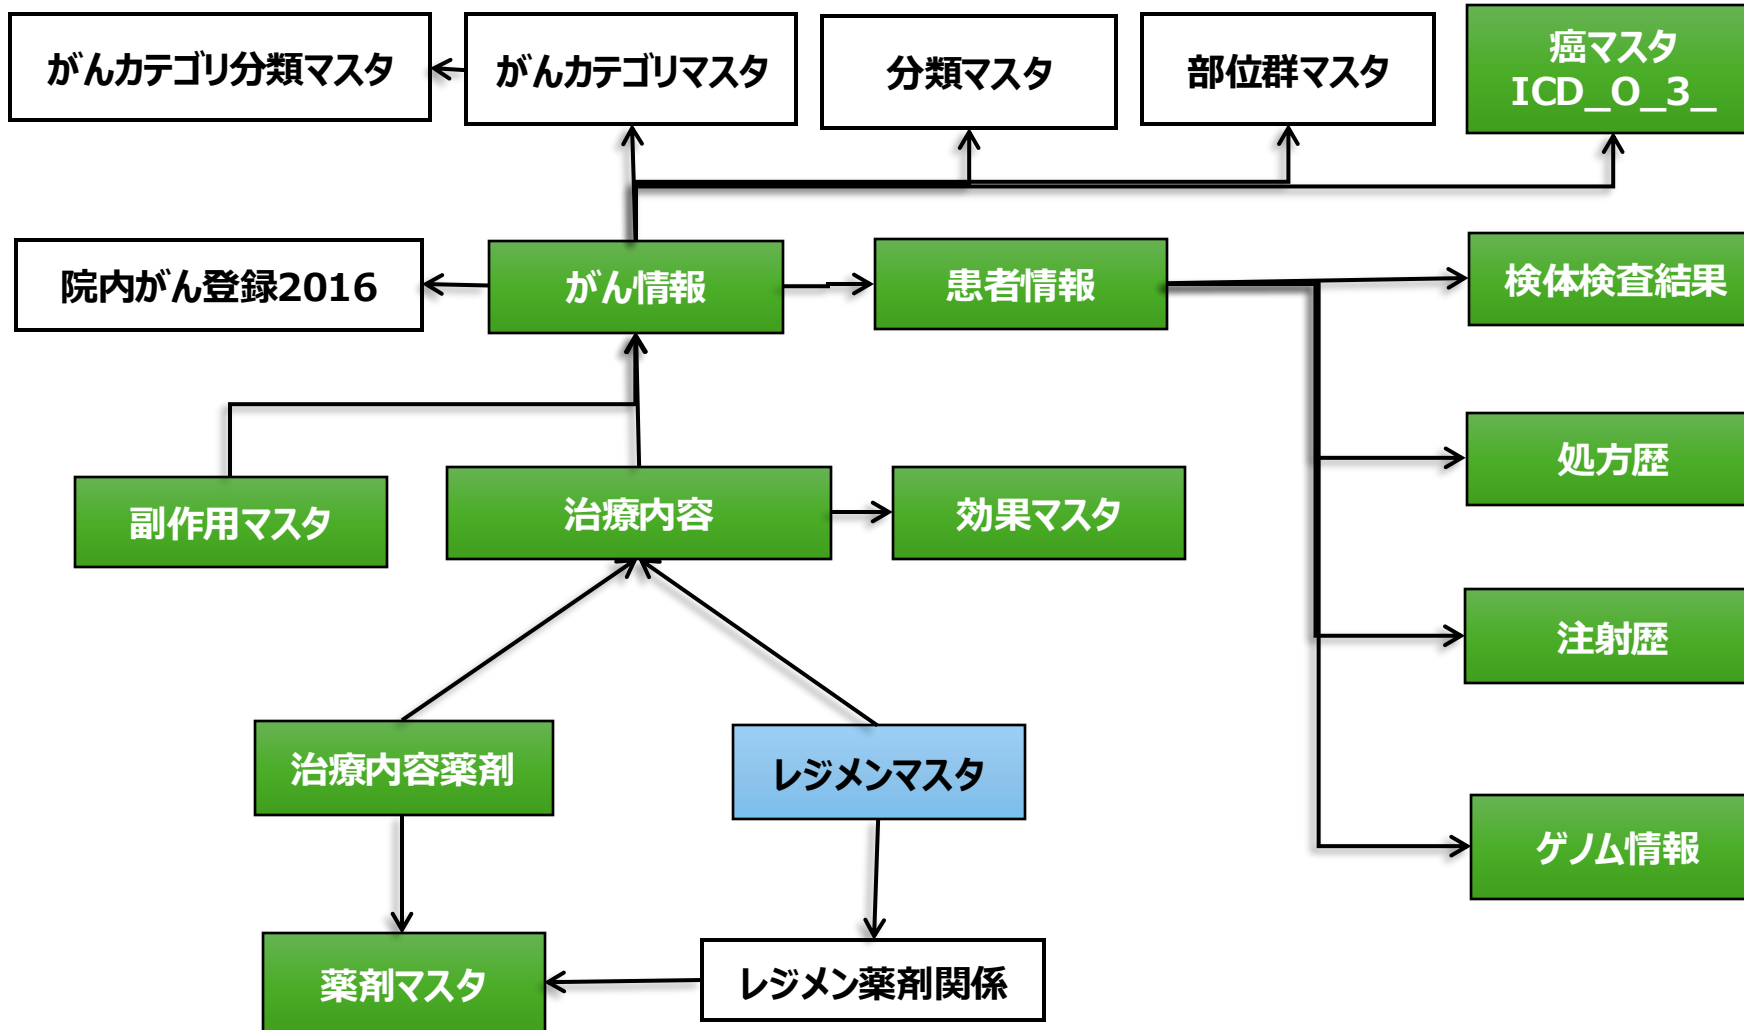 がんカテゴリ分類マスタ
がんカテゴリマスタ
分類マスタ
部位群マスタ
癌マスタ
ICD_O_3_
院内がん登録2016
がん情報
患者情報
検体検査結果
処方歴
副作用マスタ
治療内容
効果マスタ
注射歴
治療内容薬剤
レジメンマスタ
ゲノム情報
薬剤マスタ
レジメン薬剤関係